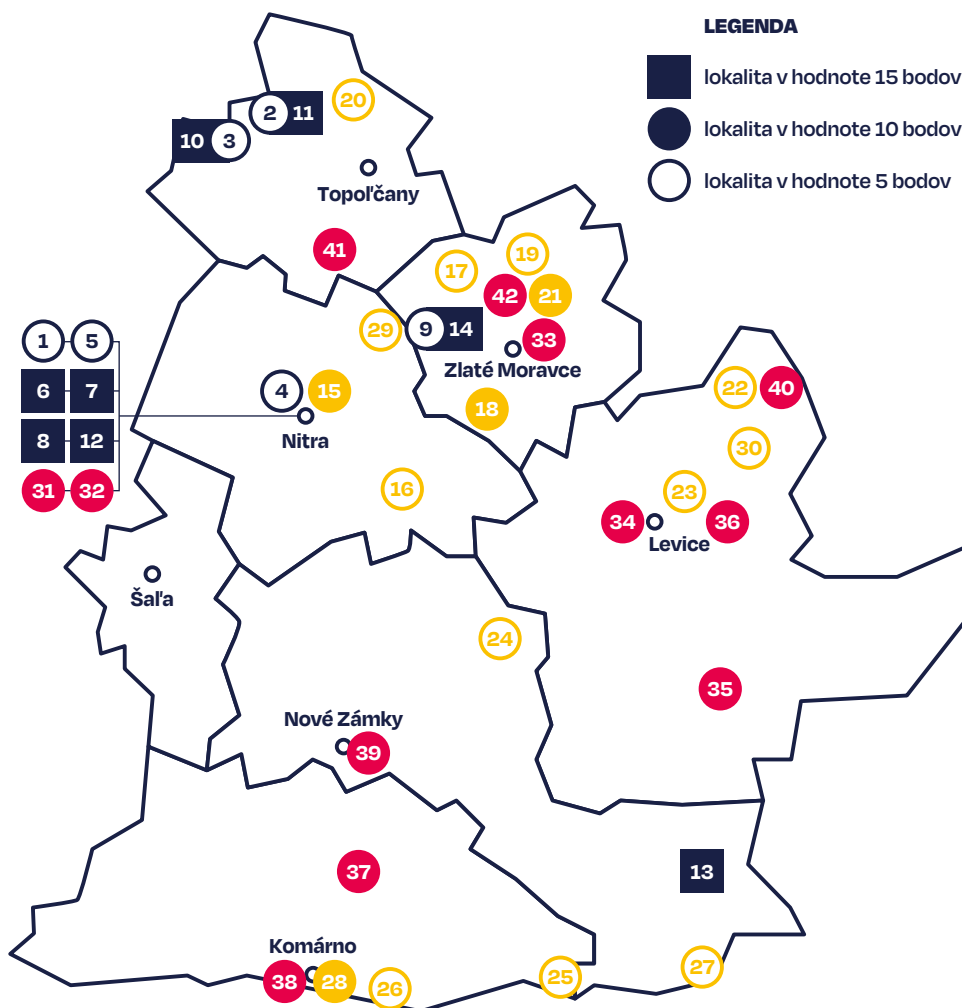 LEGENDA
lokalita v hodnote 15 bodov
lokalita v hodnote 10 bodov
lokalita v hodnote 5 bodov
2 11
20
10 3
Topoľčany
41
19
17
42 21
29
9 14
33
Zlaté Moravce
1 5
6 7
8 12
31 32
4 15
Nitra
18
22 40
30
16
23
34 36
Levice
Šaľa
24
35
Nové Zámky
39
37
13
Komárno
38 28
26
25
27